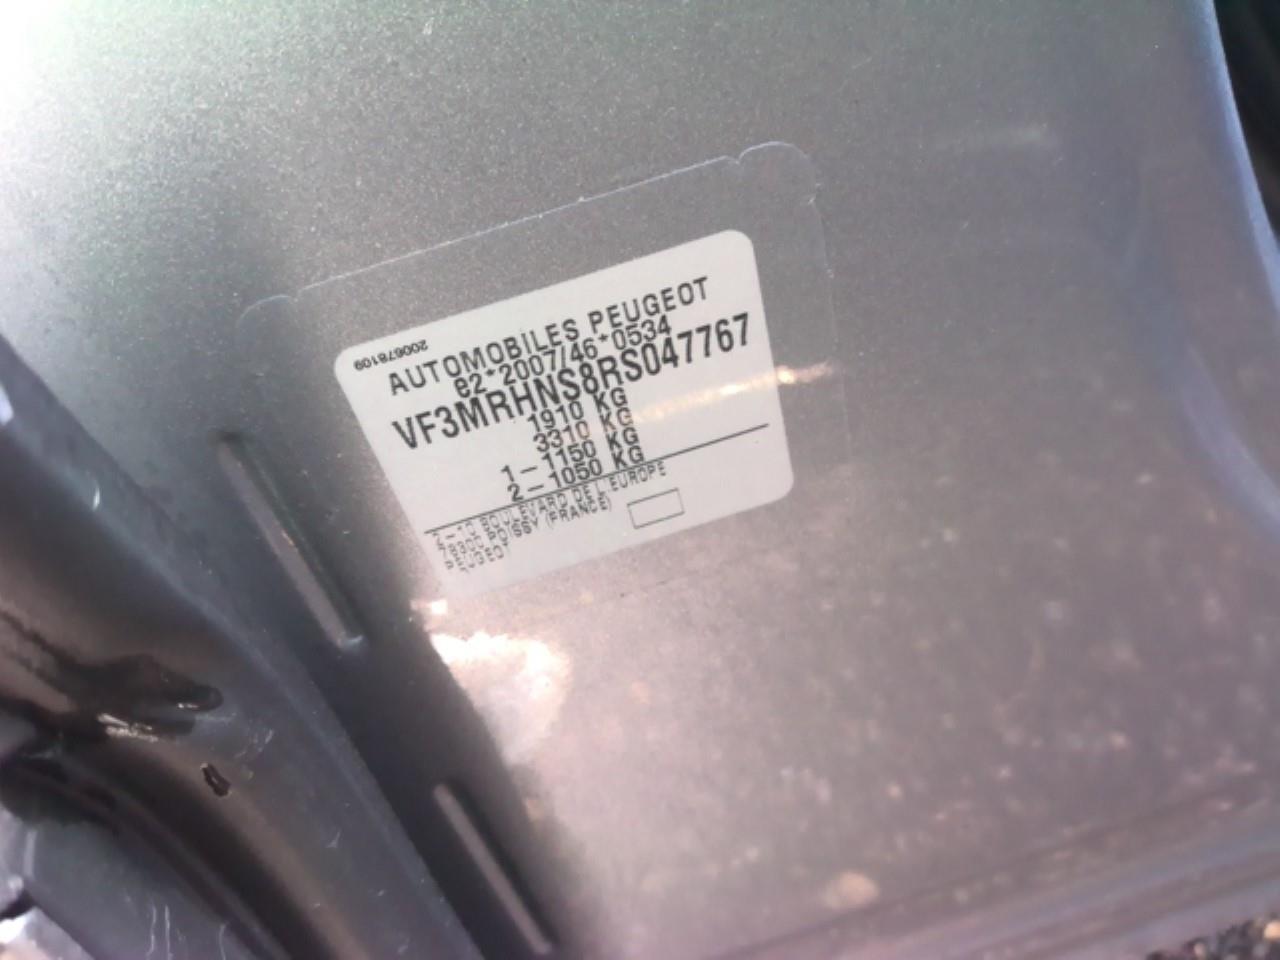 200678109
AUTOMOBILES PEUGEOT
e2*2007/46*0534
VF3MRHNS8RS047767
1910 KG
3310 KG
1-1150 KG
2-1050 KG
2-10 BOULEVARD DE L'EUROPE
78300 POISSY (FRANCE)
PEUGEOT